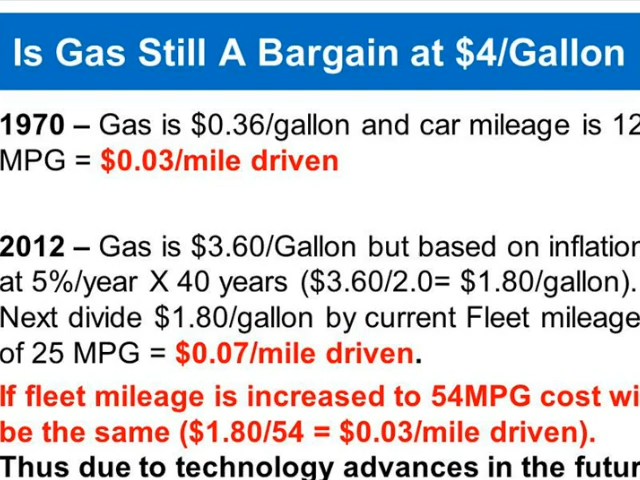 Is Gas Still A Bargain at $4/Gallon
1970 – Gas is $0.36/gallon and car mileage is 12
MPG = $0.03/mile driven
2012 – Gas is $3.60/Gallon but based on inflation
at 5%/year X 40 years ($3.60/2.0= $1.80/gallon).
Next divide $1.80/gallon by current Fleet mileage
of 25 MPG = $0.07/mile driven.
If fleet mileage is increased to 54MPG cost wi
be the same ($1.80/54 = $0.03/mile driven).
Thus due to technology advances in the futur